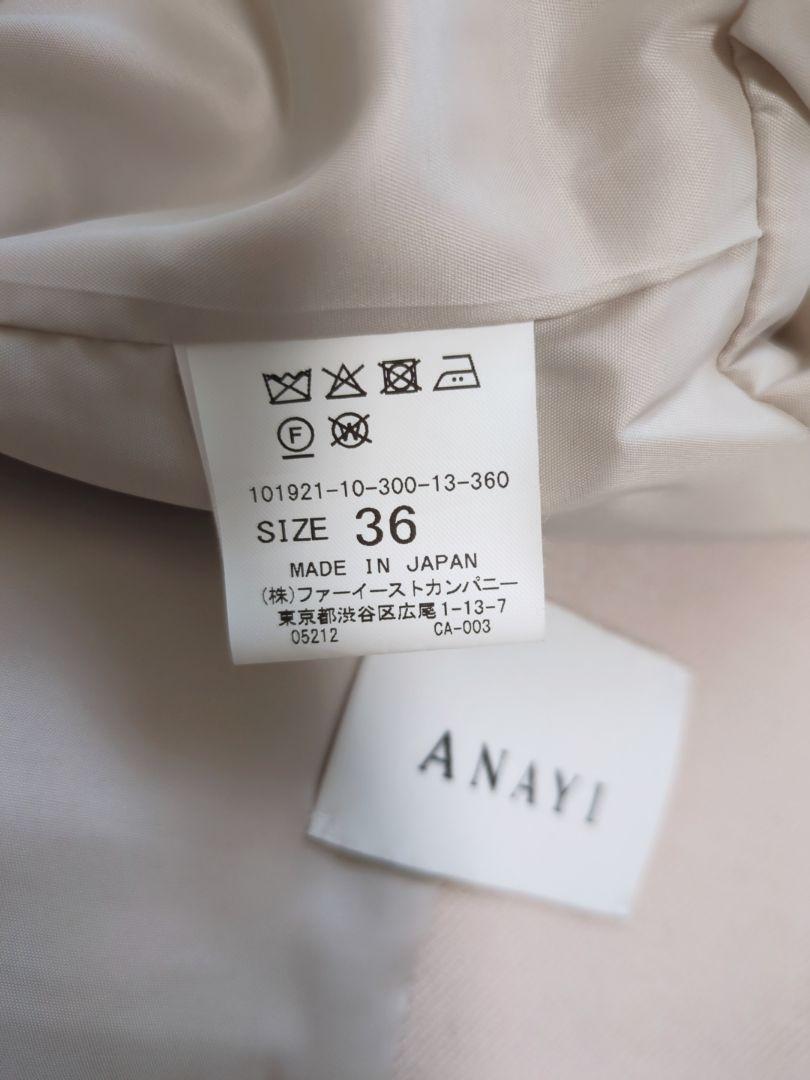 F W
101921-10-300-13-360
SIZE 36
MADE IN JAPAN
(株)ファーイーストカンパニー
東京都渋谷区広尾1-13-7
05212 CA-003
ANAYI